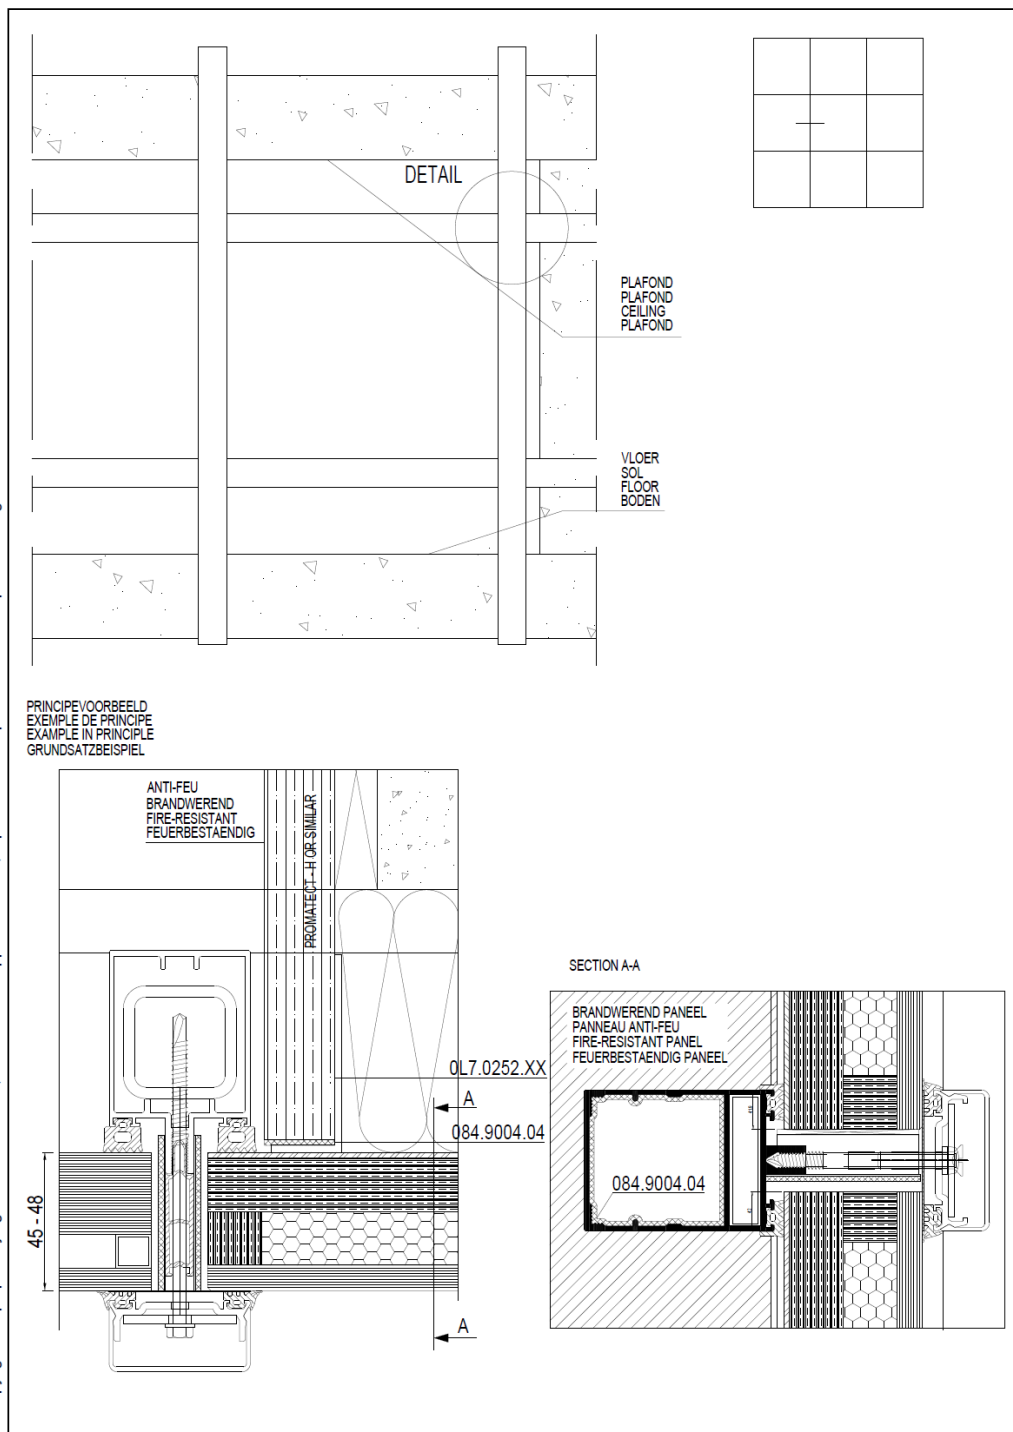 DETAIL
PLAFOND
PLAFOND
CEILING
PLAFOND
VLOER
SOL
FLOOR
BODEN
PRINCIPEVOORBEELD
EXEMPLE DE PRINCIPE
EXAMPLE IN PRINCIPLE
GRUNDSATZBEISPIEL
ANTI-FEU
BRANDWEREND
FIRE-RESISTANT
FEUERBESTAENDIG
PROMATECT - H OR SIMILAR
0L7.0252.XX
A
084.9004.04
45 - 48
A
SECTION A-A
BRANDWEREND PANEEL
PANNEAU ANTI-FEU
FIRE-RESISTANT PANEL
FEUERBESTAENDIG PANEEL
084.9004.04